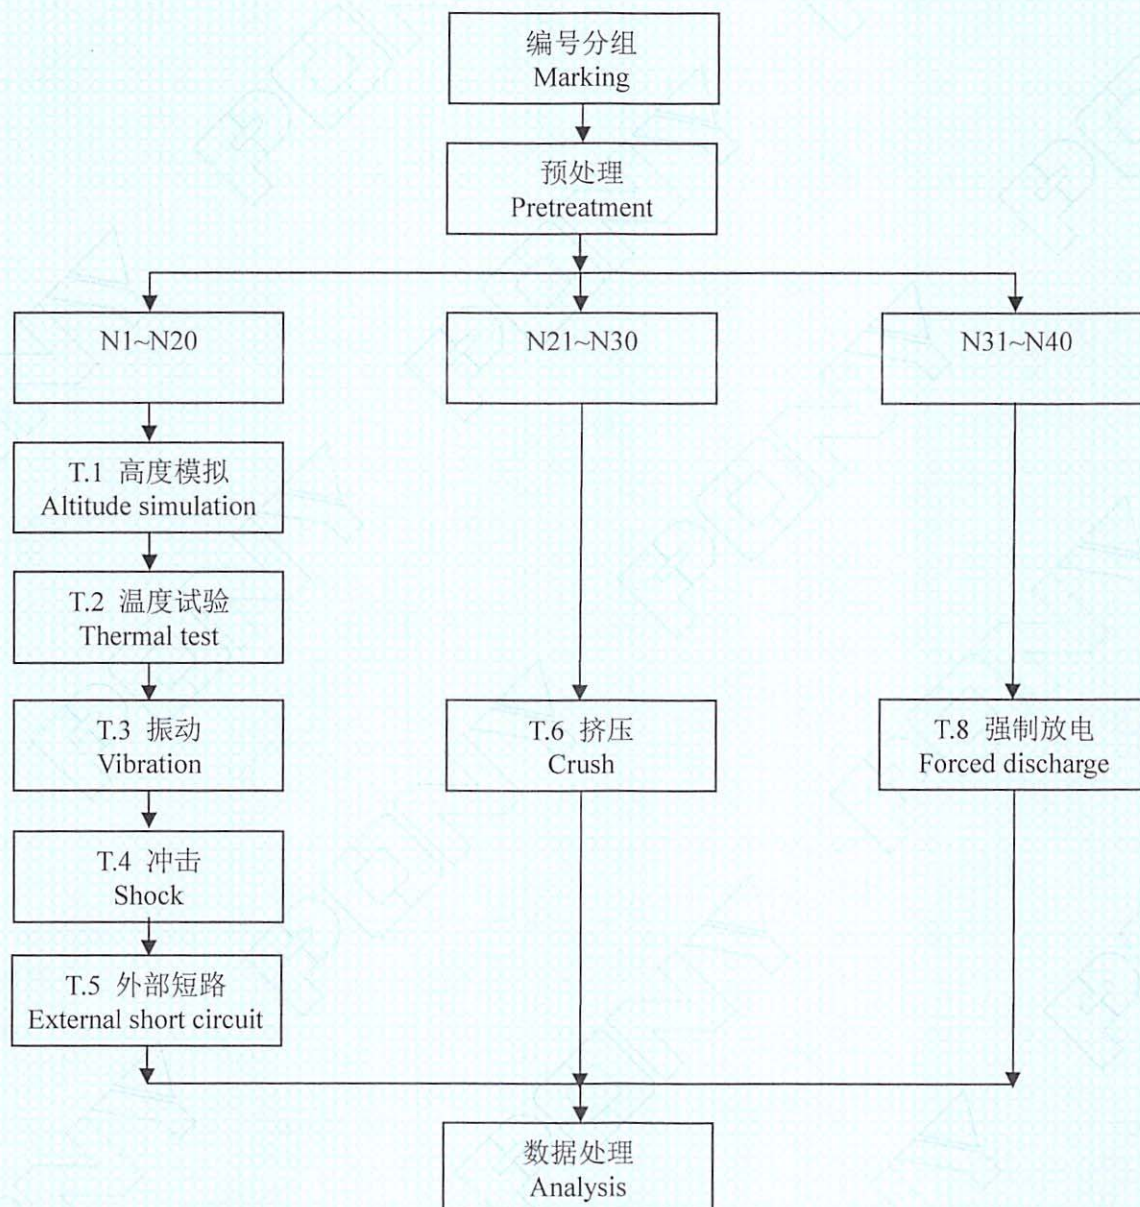 编号分组
Marking
预处理
Pretreatment
N1~N20
N21~N30
N31~N40
T.1 高度模拟
Altitude simulation
T.2 温度试验
Thermal test
T.3 振动
Vibration
T.6 挤压
Crush
T.8 强制放电
Forced discharge
T.4 冲击
Shock
T.5 外部短路
External short circuit
数据处理
Analysis